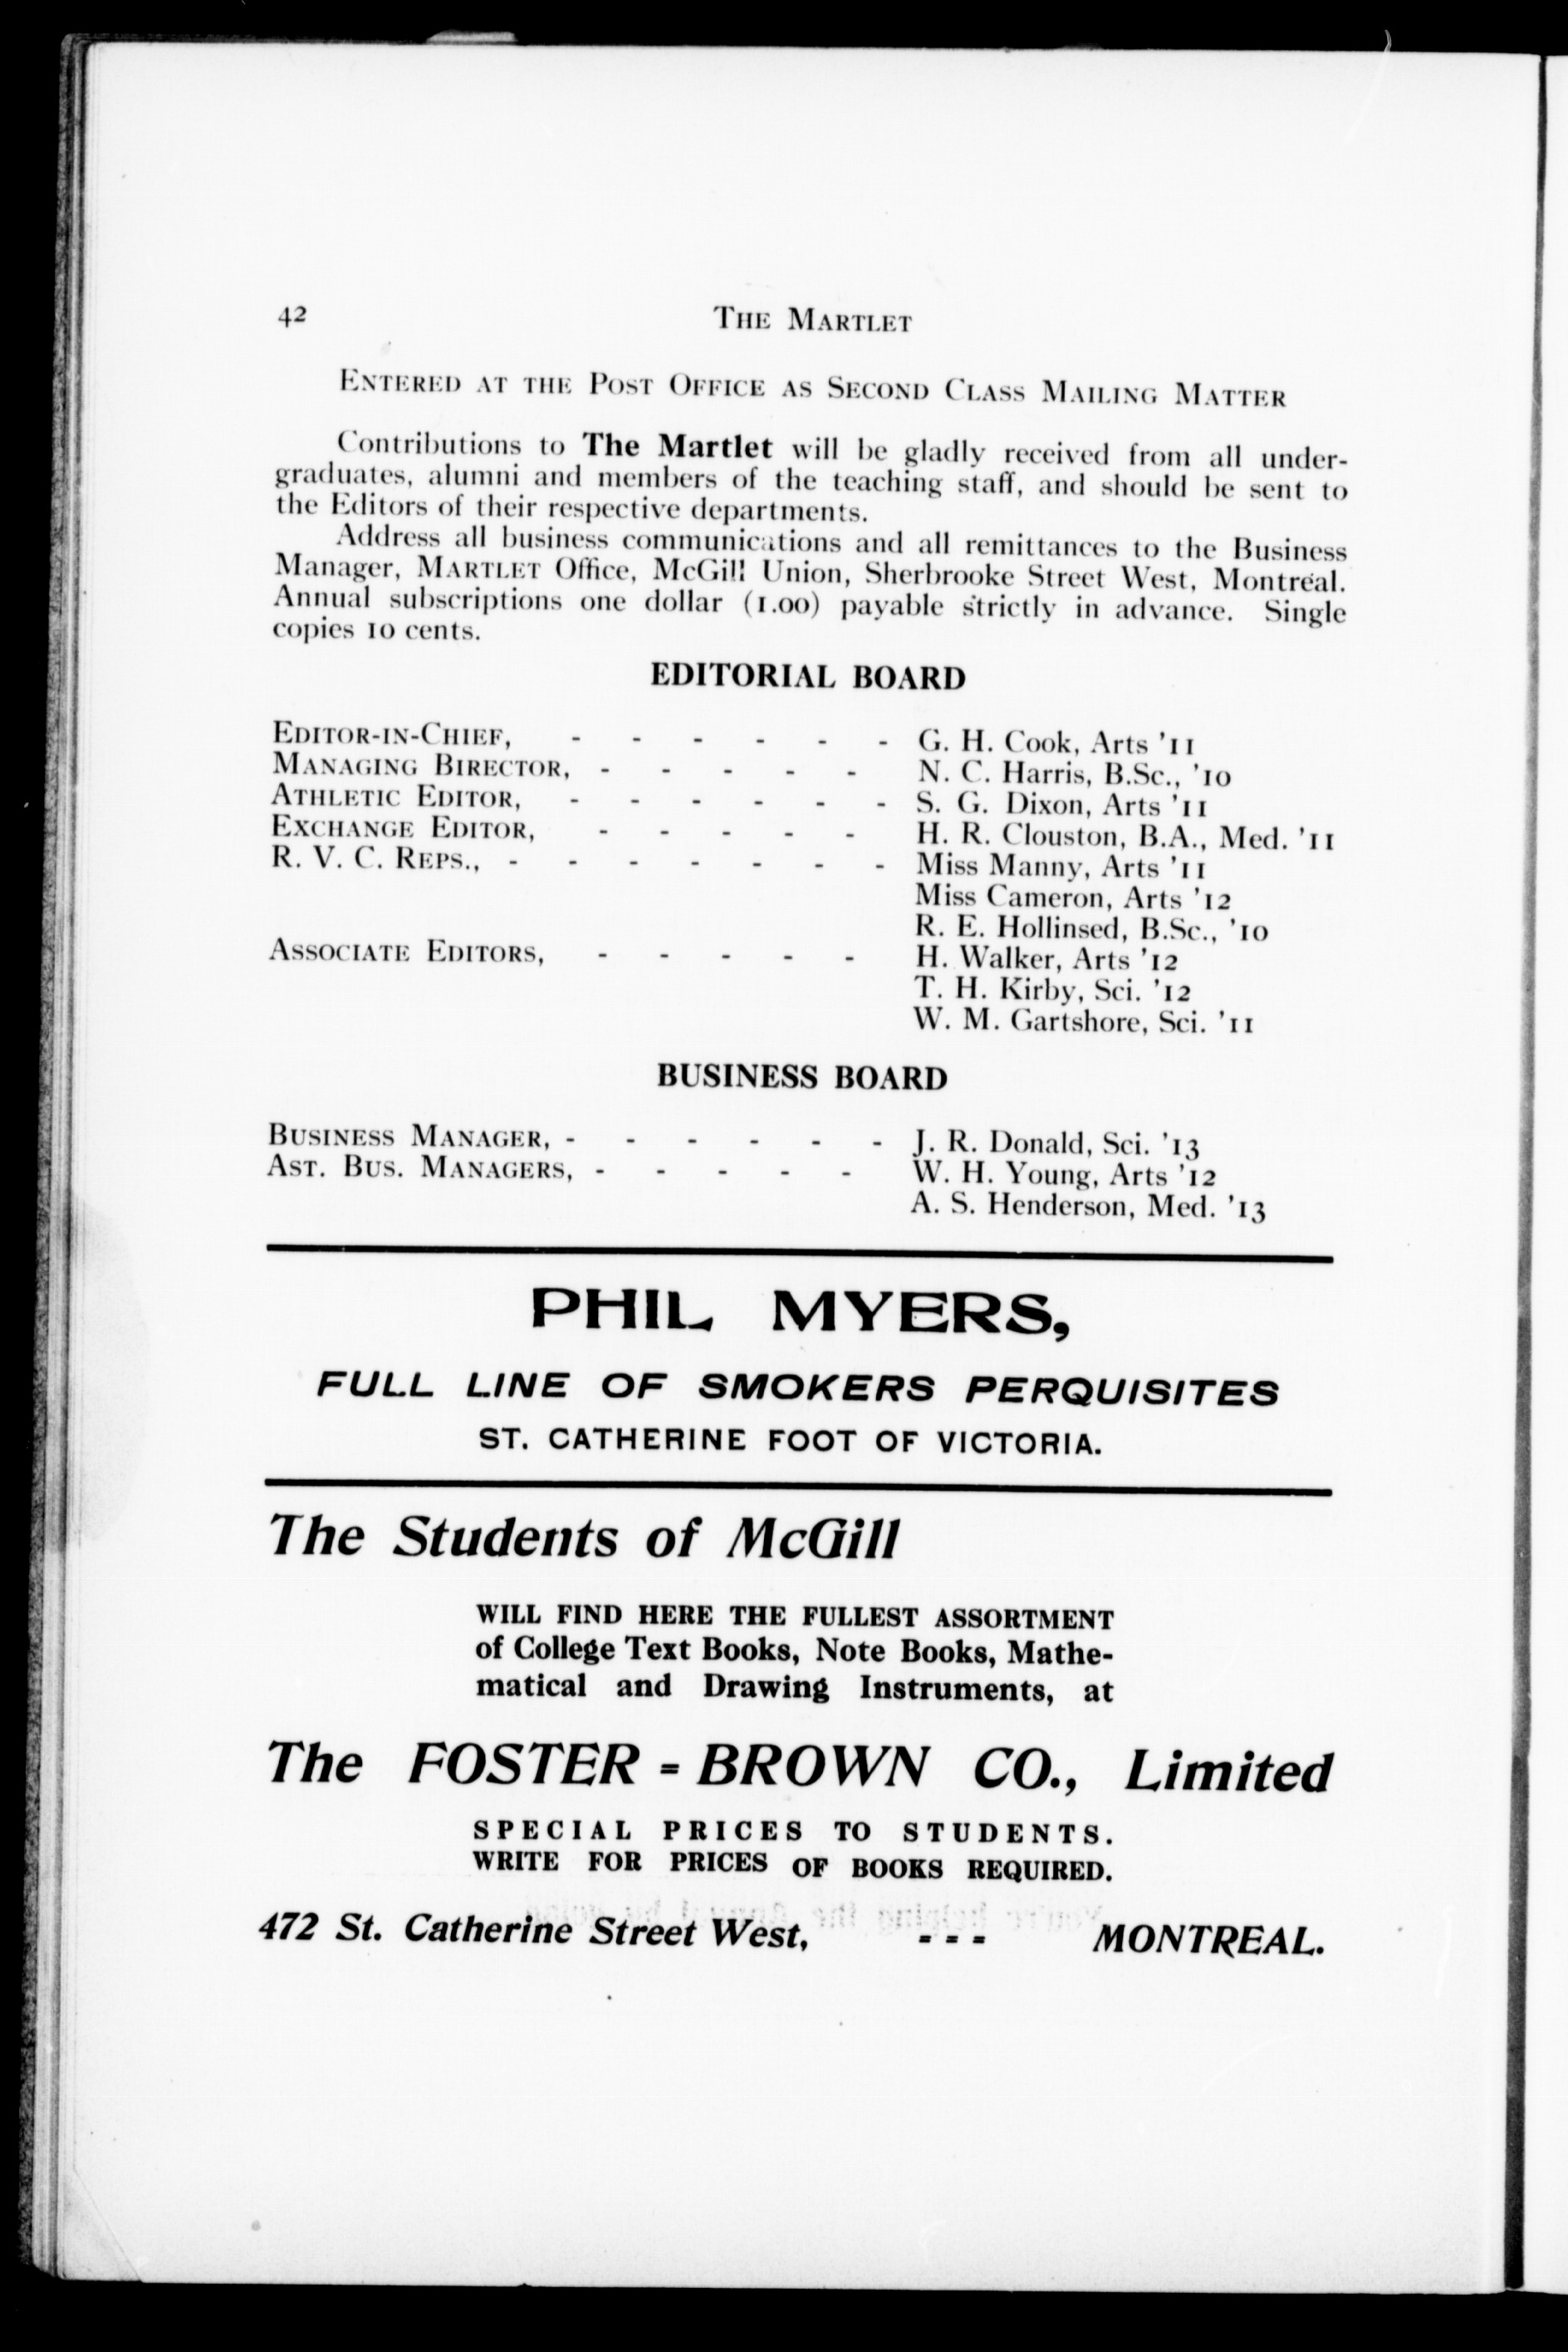 42 THE MARTLET
ENTERED AT THE POST OFFICE AS SECOND CLASS MAILING MATTER
Contributions to The Martlet will be gladly received from all under-
graduates, alumni and members of the teaching staff, and should be sent to
the Editors of their respective departments.
Address all business communications and all remittances to the Business
Manager, MARTLET Office, McGill Union, Sherbrooke Street West, Montreal.
Annual subscriptions one dollar (1.00) payable strictly in advance. Single
copies 10 cents.
EDITORIAL BOARD
EDITOR-IN-CHIEF, - - - - - - G. H. Cook, Arts '11
MANAGING BIRECTOR, - - - - - N. C. Harris, B.Sc., '10
ATHLETIC EDITOR, - - - - - - S. G. Dixon, Arts '11
EXCHANGE EDITOR, - - - - - H. R. Clouston, B.A., Med. '11
R. V. C. REPS., - - - - - - - Miss Manny, Arts '11
Miss Cameron, Arts '12
R. E. Hollinsed, B.Sc., '10
ASSOCIATE EDITORS, - - - - - H. Walker, Arts '12
T. H. Kirby, Sci. '12
W. M. Gartshore, Sci. '11
BUSINESS BOARD
BUSINESS MANAGER, - - - - - - J. R. Donald, Sci. '13
AST. BUS. MANAGERS, - - - - - W. H. Young, Arts '12
A. S. Henderson, Med. '13
PHIL MYERS,
FULL LINE OF SMOKERS PERQUISITES
ST. CATHERINE FOOT OF VICTORIA.
The Students of McGill
WILL FIND HERE THE FULLEST ASSORTMENT
of College Text Books, Note Books, Mathe-
matical and Drawing Instruments, at
The FOSTER-BROWN CO., Limited
SPECIAL PRICES TO STUDENTS.
WRITE FOR PRICES OF BOOKS REQUIRED.
472 St. Catherine Street West, - - - MONTREAL.